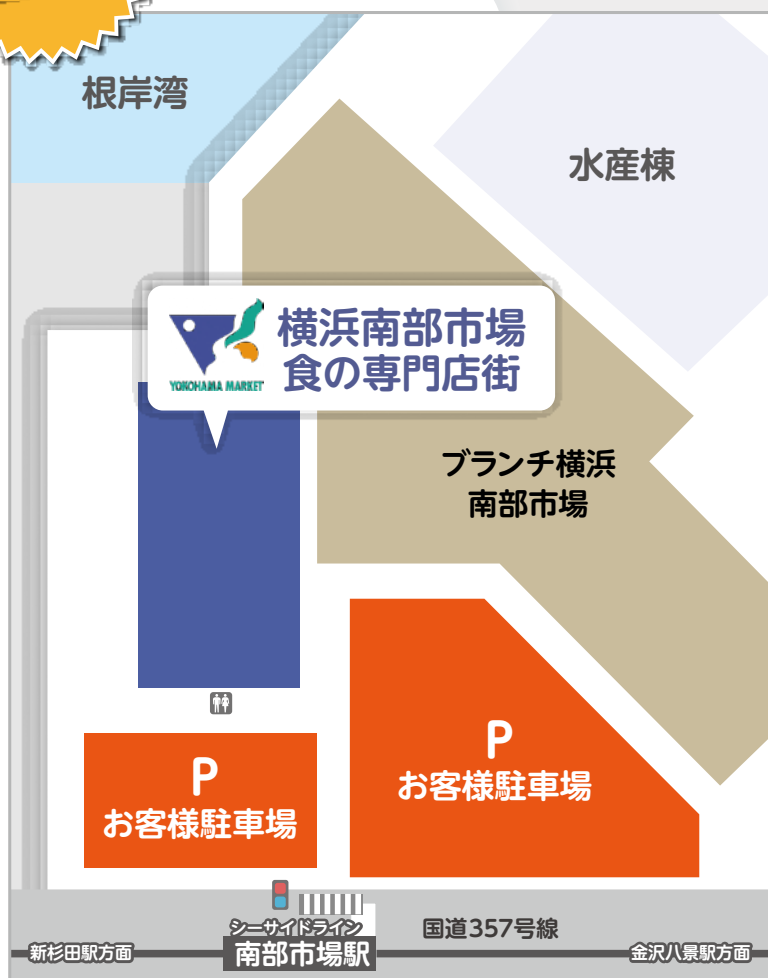 根岸湾
水産棟
横浜南部市場
食の専門店街
YOKOHAMA MARKET
ブランチ横浜
南部市場
P
お客様駐車場
P
お客様駐車場
シーサイドライン
国道357号線
新杉田駅方面
南部市場駅
金沢八景駅方面